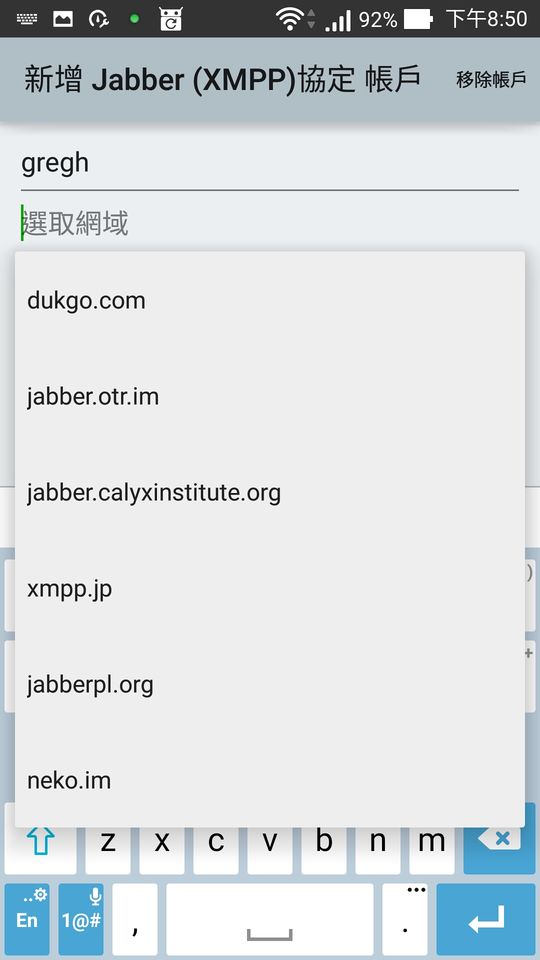 92% 下午8:50
新增 Jabber (XMPP)協定 帳戶 移除帳戶
gregh
選取網域
dukgo.com
jabber.otr.im
jabber.calyxinstitute.org
xmpp.jp
jabberpl.org
neko.im
)
+
z x c v b n m
En 1@# , . ...